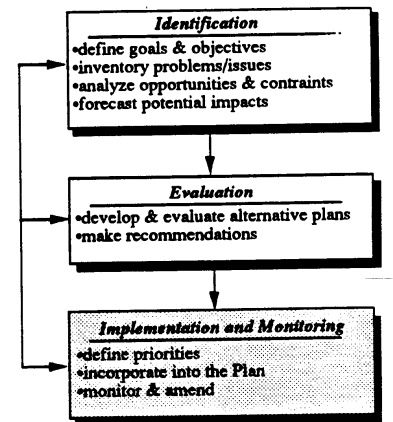 Identification
•define goals & objectives
•inventory problems/issues
•analyze opportunities & contraints
•forecast potential impacts
Evaluation
•develop & evaluate alternative plans
•make recommendations
Implementation and Monitoring
•define priorities
•incorporate into the Plan
•monitor & amend